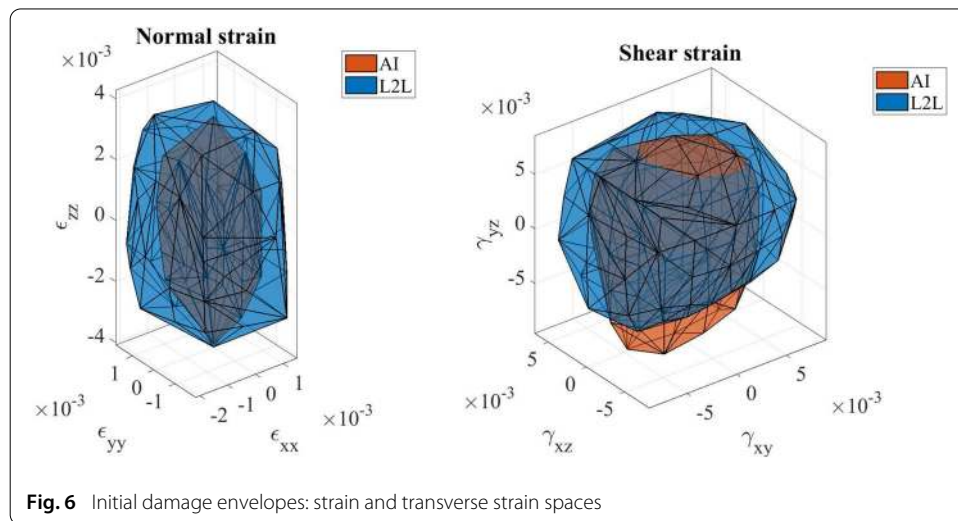 Normal strain
AI
L2L
×10⁻³
4
2
0
-2
-4
ϵzz
1
0
-1
×10⁻³
ϵyy
-2
-1
0
1
×10⁻³
ϵxx
Shear strain
AI
L2L
×10⁻³
5
0
-5
γyz
5
0
-5
×10⁻³
γxz
-5
0
5
×10⁻³
γxy
Fig. 6 Initial damage envelopes: strain and transverse strain spaces